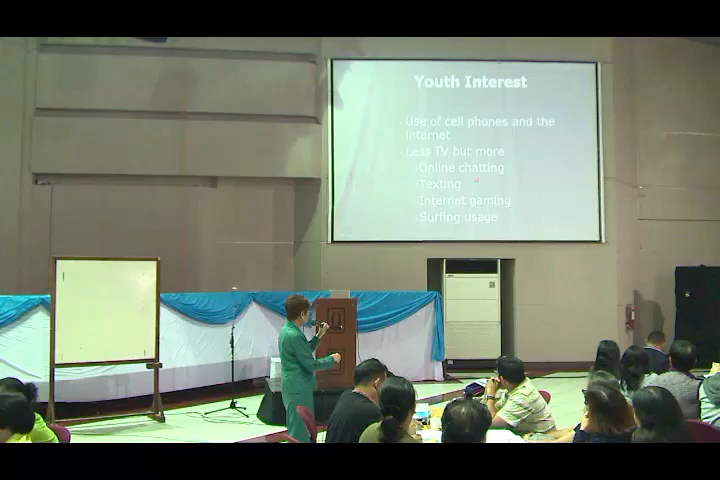 Youth Interest
Use of cell phones and the
internet
Less TV but more
Online chatting
Texting
Internet gaming
Surfing usage